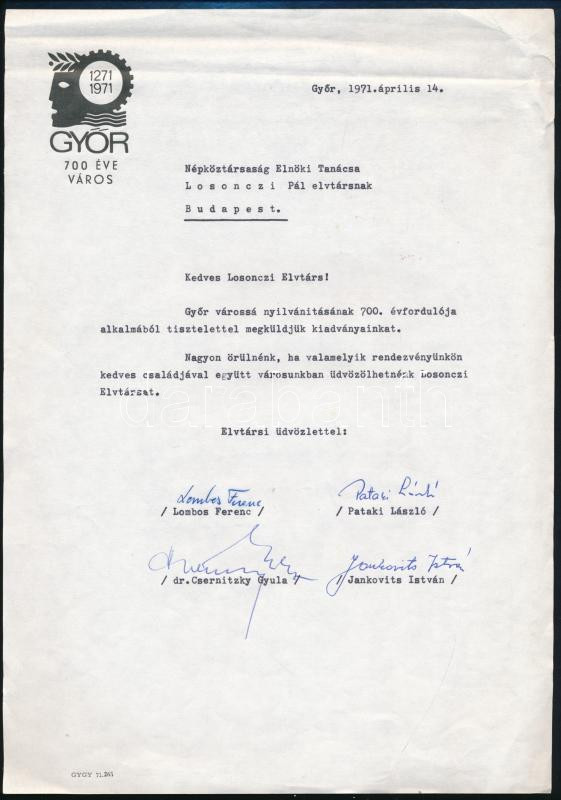 1271
1971
GYŐR
700 ÉVE
VÁROS
Győr, 1971.április 14.
Népköztársaság Elnöki Tanácsa
L o s o n c z i Pál elvtársnak
B u d a p e s t.
Kedves Losonczi Elvtárs!
Győr várossá nyilvánitásának 700. évfordulója
alkalmából tisztelettel megküldjük kiadványainkat.
Nagyon örülnénk, ha valamelyik rendezvényünkön
kedves családjával együtt városunkban üdvözölhetnénk Losonczi
Elvtársat.
darabanth
Elvtársi üdvözlettel:
Lombos Ferenc
Pataki László
/ Lombos Ferenc /
/ Pataki László /
Jankovits István
/ dr.Csernitzky Gyula /
/ Jankovits István /
GYGY 71.261